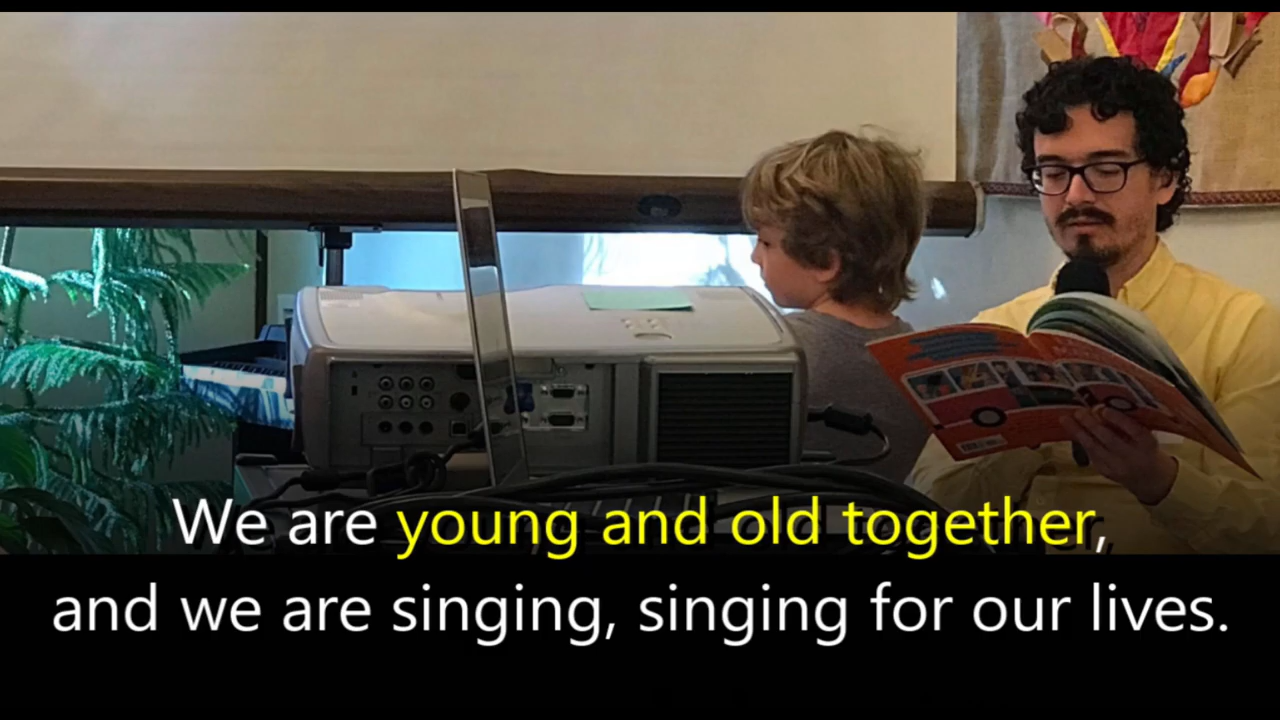 We are young and old together,
and we are singing, singing for our lives.